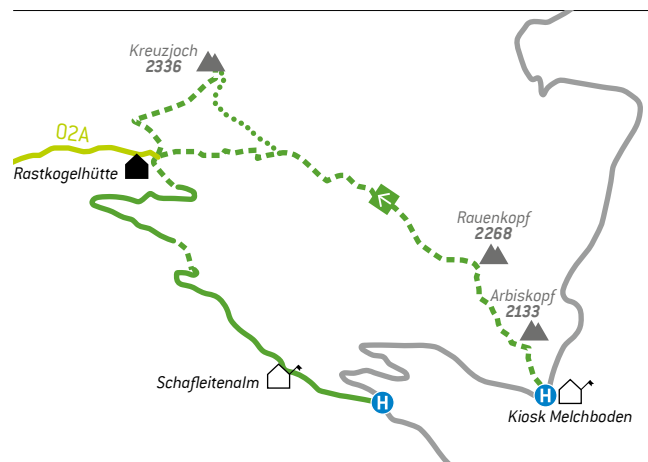 Kreuzjoch
2336
02A
Rastkogelhütte
Rauenkopf
2268
Arbiskopf
2133
Schafleitenalm
H
H
Kiosk Melchboden